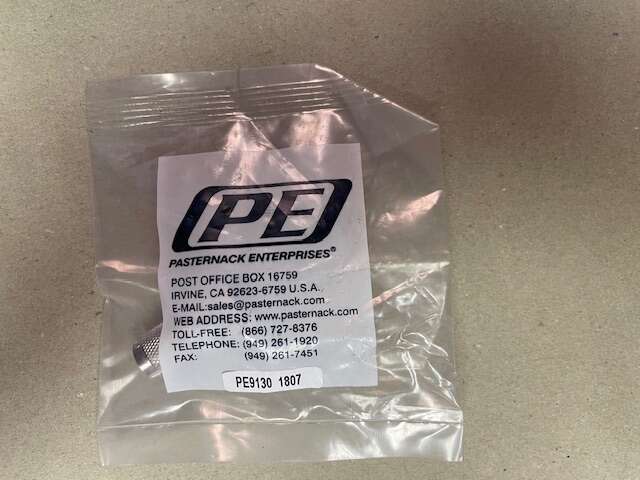 PE
PASTERNACK ENTERPRISES®
POST OFFICE BOX 16759
IRVINE, CA 92623-6759 U.S.A.
E-MAIL:sales@pasternack.com
WEB ADDRESS: www.pasternack.com
TOLL-FREE: (866) 727-8376
TELEPHONE: (949) 261-1920
FAX: (949) 261-7451
PE9130 1807